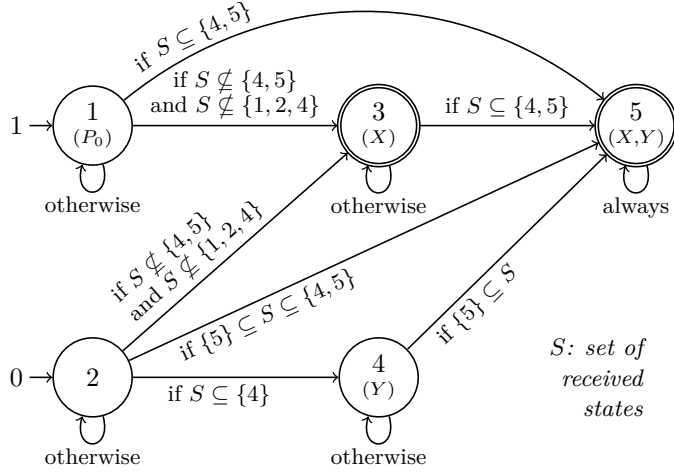 if S ⊆ {4, 5}
1
1
(P₀)
if S ⊈ {4, 5}
and S ⊈ {1, 2, 4}
3
(X)
if S ⊆ {4, 5}
5
(X,Y)
otherwise
otherwise
always
if S ⊈ {4, 5}
and S ⊈ {1, 2, 4}
if {5} ⊆ S ⊆ {4, 5}
if {5} ⊆ S
0
2
if S ⊆ {4}
4
(Y)
otherwise
otherwise
S: set of
received
states